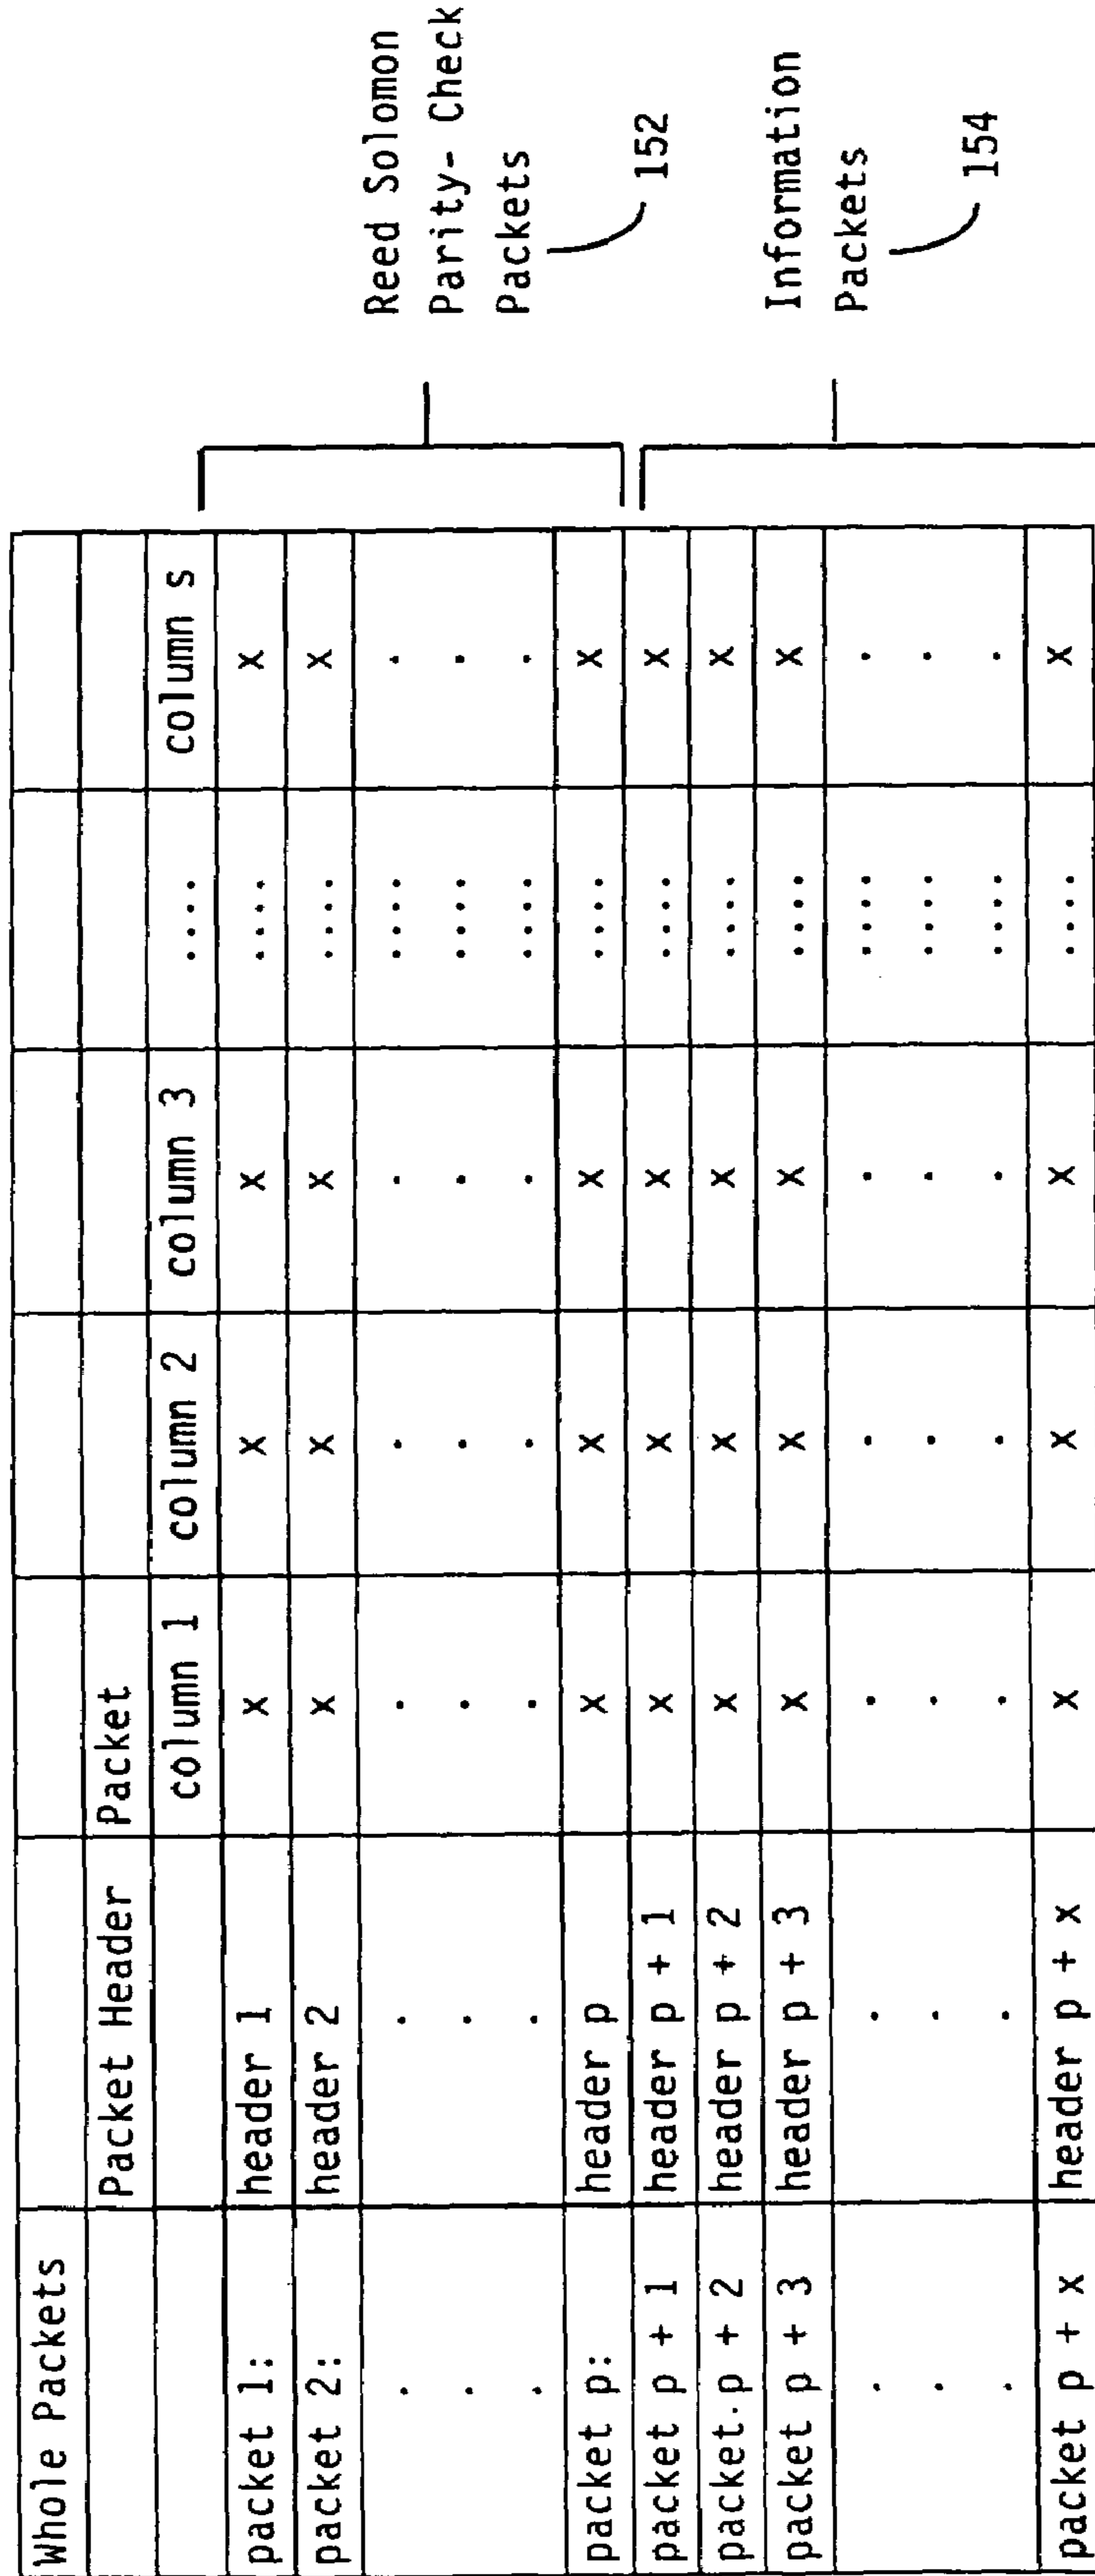 Whole Packets
Packet Header Packet
column 1 column 2 column 3 .... column s
packet 1: header 1 x x x .... x
packet 2: header 2 x x x .... x
. . . . . .... .
. . . . . .... .
. . . . . .... .
packet p: header p x x x .... x
packet p + 1 header p + 1 x x x .... x
packet.p + 2 header p + 2 x x x .... x
packet p + 3 header p + 3 x x x .... x
. . . . . .... .
. . . . . .... .
. . . . . .... .
packet p + x header p + x x x x .... x
Reed Solomon
Parity- Check
Packets
152
Information
Packets
154